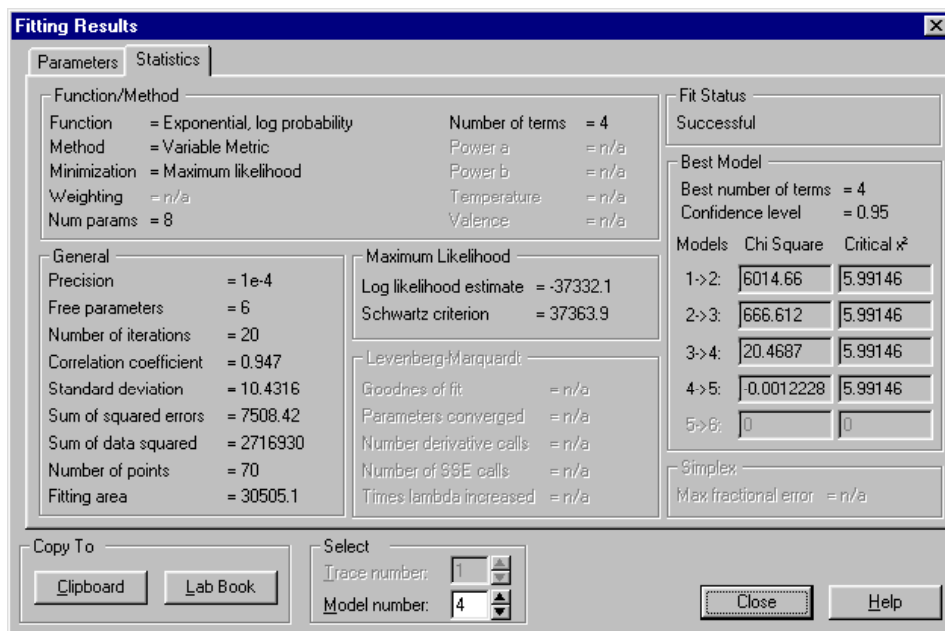 Fitting Results
Parameters
Statistics
Function/Method
Function = Exponential, log probability
Method = Variable Metric
Minimization = Maximum likelihood
Weighting = n/a
Num params = 8
Number of terms = 4
Power a = n/a
Power b = n/a
Temperature = n/a
Valence = n/a
General
Precision = 1e-4
Free parameters = 6
Number of iterations = 20
Correlation coefficient = 0.947
Standard deviation = 10.4316
Sum of squared errors = 7508.42
Sum of data squared = 2716930
Number of points = 70
Fitting area = 30505.1
Maximum Likelihood
Log likelihood estimate = -37332.1
Schwartz criterion = 37363.9
Levenberg-Marquardt
Goodnes of fit = n/a
Parameters converged = n/a
Number derivative calls = n/a
Number of SSE calls = n/a
Times lambda increased = n/a
Fit Status
Successful
Best Model
Best number of terms = 4
Confidence level = 0.95
Models Chi Square Critical x²
1->2: 6014.66 5.99146
2->3: 666.612 5.99146
3->4: 20.4687 5.99146
4->5: -0.0012228 5.99146
5->6: 0 0
Simplex
Max fractional error = n/a
Copy To
Clipboard
Lab Book
Select
Trace number: 1
Model number: 4
Close
Help